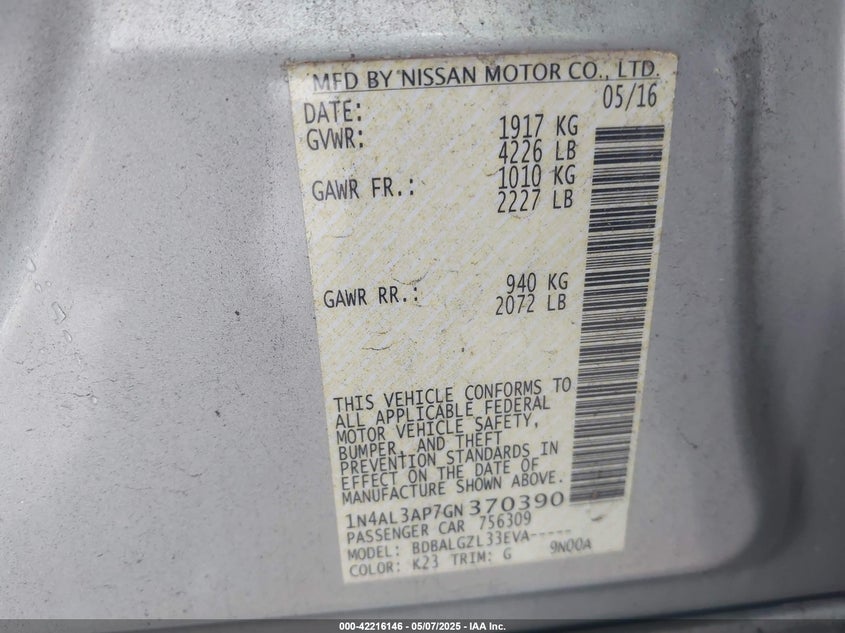 MFD BY NISSAN MOTOR CO., LTD.
DATE: 05/16
GVWR: 1917 KG
4226 LB
GAWR FR.: 1010 KG
2227 LB
GAWR RR.: 940 KG
2072 LB
THIS VEHICLE CONFORMS TO
ALL APPLICABLE FEDERAL
MOTOR VEHICLE SAFETY,
BUMPER, AND THEFT
PREVENTION STANDARDS IN
EFFECT ON THE DATE OF
MANUFACTURE SHOWN ABOVE.
1N4AL3AP7GN370390
PASSENGER CAR 756309
MODEL: BDBALGZL33EVA-----
COLOR: K23 TRIM: G 9N00A
000-42216146 - 05/07/2025 - IAA Inc.